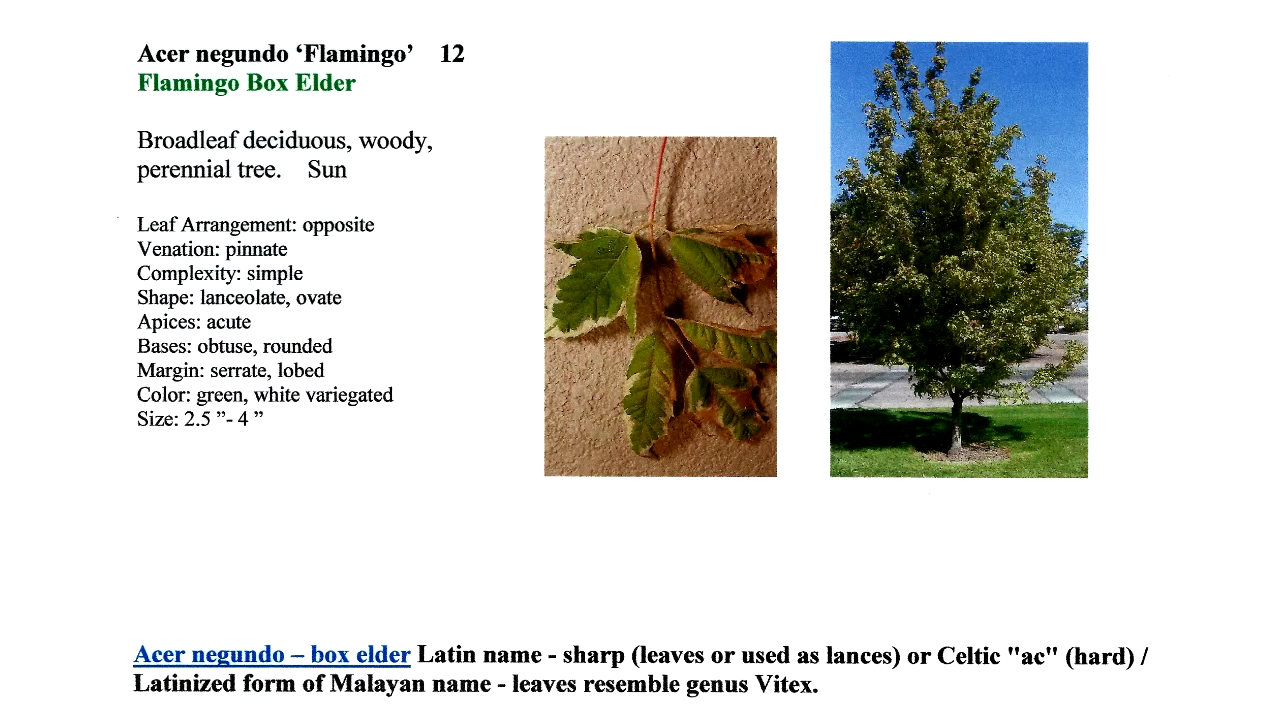 Acer negundo ‘Flamingo’ 12
Flamingo Box Elder
Broadleaf deciduous, woody,
perennial tree. Sun
Leaf Arrangement: opposite
Venation: pinnate
Complexity: simple
Shape: lanceolate, ovate
Apices: acute
Bases: obtuse, rounded
Margin: serrate, lobed
Color: green, white variegated
Size: 2.5 ”- 4 ”
Acer negundo – box elder Latin name - sharp (leaves or used as lances) or Celtic "ac" (hard) /
Latinized form of Malayan name - leaves resemble genus Vitex.